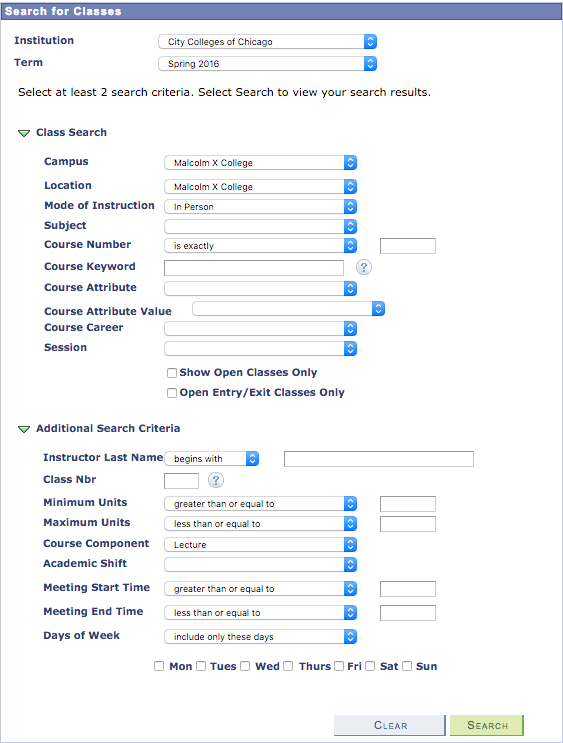 Search for Classes
Institution City Colleges of Chicago
Term Spring 2016
Select at least 2 search criteria. Select Search to view your search results.
Class Search
Campus Malcolm X College
Location Malcolm X College
Mode of Instruction In Person
Subject
Course Number is exactly
Course Keyword ?
Course Attribute
Course Attribute Value
Course Career
Session
Show Open Classes Only
Open Entry/Exit Classes Only
Additional Search Criteria
Instructor Last Name begins with
Class Nbr ?
Minimum Units greater than or equal to
Maximum Units less than or equal to
Course Component Lecture
Academic Shift
Meeting Start Time greater than or equal to
Meeting End Time less than or equal to
Days of Week include only these days
Mon Tues Wed Thurs Fri Sat Sun
CLEAR SEARCH